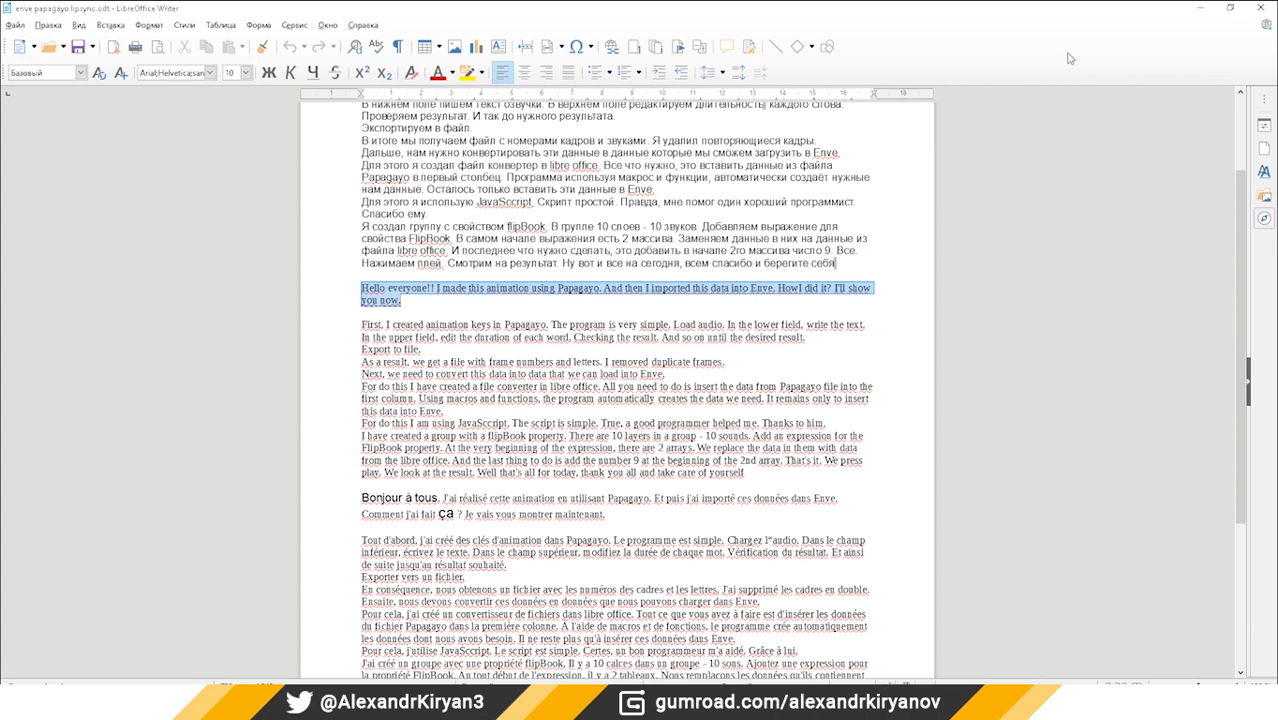 enve papagayo lipsync.odt - LibreOffice Writer
Файл Правка Вид Вставка Формат Стили Таблица Форма Сервис Окно Справка
Базовый Arial;Helvetica;san 10 Ж К Ч S X² X₂
1 2 3 4 5 6 7 8 9 10 11 12 13 14 15 16 18
В нижнем поле пишем текст озвучки. В верхнем поле редактируем длительность каждого слова.
Проверяем результат. И так до нужного результата.
Экспортируем в файл.
В итоге мы получаем файл с номерами кадров и звуками. Я удалил повторяющиеся кадры.
Дальше, нам нужно конвертировать эти данные в данные которые мы сможем загрузить в Enve.
Для этого я создал файл конвертер в libre office. Все что нужно, это вставить данные из файла
Papagayo в первый столбец. Программа используя макрос и функции, автоматически создаёт нужные
нам данные. Осталось только вставить эти данные в Enve.
Для этого я использую JavaSccript. Скрипт простой. Правда, мне помог один хороший программист.
Спасибо ему.
Я создал группу с свойством flipBook. В группе 10 слоев - 10 звуков. Добавляем выражение для
свойства FlipBook. В самом начале выражения есть 2 массива. Заменяем данные в них на данные из
файла libre office. И последнее что нужно сделать, это добавить в начале 2го массива число 9. Все.
Нажимаем плей. Смотрим на результат. Ну вот и все на сегодня, всем спасибо и берегите себя
Hello everyone!! I made this animation using Papagayo. And then I imported this data into Enve. HowI did it? I'll show
you now.
First, I created animation keys in Papagayo. The program is very simple. Load audio. In the lower field, write the text.
In the upper field, edit the duration of each word. Checking the result. And so on until the desired result.
Export to file.
As a result, we get a file with frame numbers and letters. I removed duplicate frames.
Next, we need to convert this data into data that we can load into Enve.
For do this I have created a file converter in libre office. All you need to do is insert the data from Papagayo file into the
first column. Using macros and functions, the program automatically creates the data we need. It remains only to insert
this data into Enve.
For do this I am using JavaSccript. The script is simple. True, a good programmer helped me. Thanks to him.
I have created a group with a flipBook property. There are 10 layers in a group - 10 sounds. Add an expression for the
FlipBook property. At the very beginning of the expression, there are 2 arrays. We replace the data in them with data
from the libre office. And the last thing to do is add the number 9 at the beginning of the 2nd array. That's it. We press
play. We look at the result. Well that's all for today, thank you all and take care of yourself
Bonjour à tous. J'ai réalisé cette animation en utilisant Papagayo. Et puis j'ai importé ces données dans Enve.
Comment j'ai fait ça ? Je vais vous montrer maintenant.
Tout d'abord, j'ai créé des clés d'animation dans Papagayo. Le programme est simple. Chargez l"audio. Dans le champ
inférieur, écrivez le texte. Dans le champ supérieur, modifiez la durée de chaque mot. Vérification du résultat. Et ainsi
de suite jusqu'au résultat souhaité.
Exporter vers un fichier.
En conséquence, nous obtenons un fichier avec les numéros des cadres et les lettres. J'ai supprimé les cadres en double.
Ensuite, nous devons convertir ces données en données que nous pouvons charger dans Enve.
Pour cela, j'ai créé un convertisseur de fichiers dans libre office. Tout ce que vous avez à faire est d'insérer les données
du fichier Papagayo dans la première colonne. À l'aide de macros et de fonctions, le programme crée automatiquement
les données dont nous avons besoin. Il ne reste plus qu'à insérer ces données dans Enve.
Pour cela, j'utilise JavaScript. Le script est simple. Certes, un bon programmeur m'a aidé. Grâce à lui.
J'ai créé un groupe avec une propriété flipBook. Il y a 10 calces dans un groupe - 10 sons. Ajoutez une expression pour
la propriété FlipBook. Au tout début de l'expression, il y a 2 tableaux. Nous remplaçons les données qu'ils contiennent
@AlexandrKiryan3 gumroad.com/alexandrkiryanov